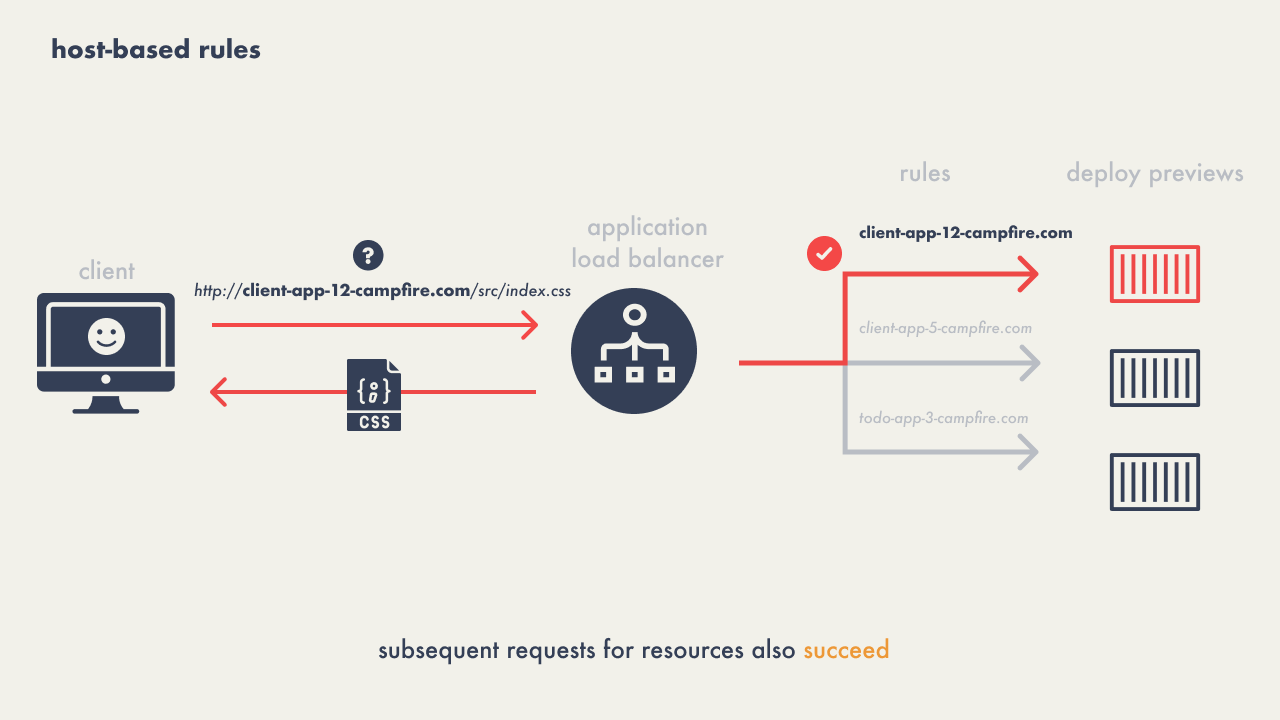 host-based rules
rules
deploy previews
application
load balancer
client
?
http://client-app-12-campfire.com/src/index.css
client-app-12-campfire.com
client-app-5-campfire.com
todo-app-3-campfire.com
{ }
CSS
subsequent requests for resources also succeed